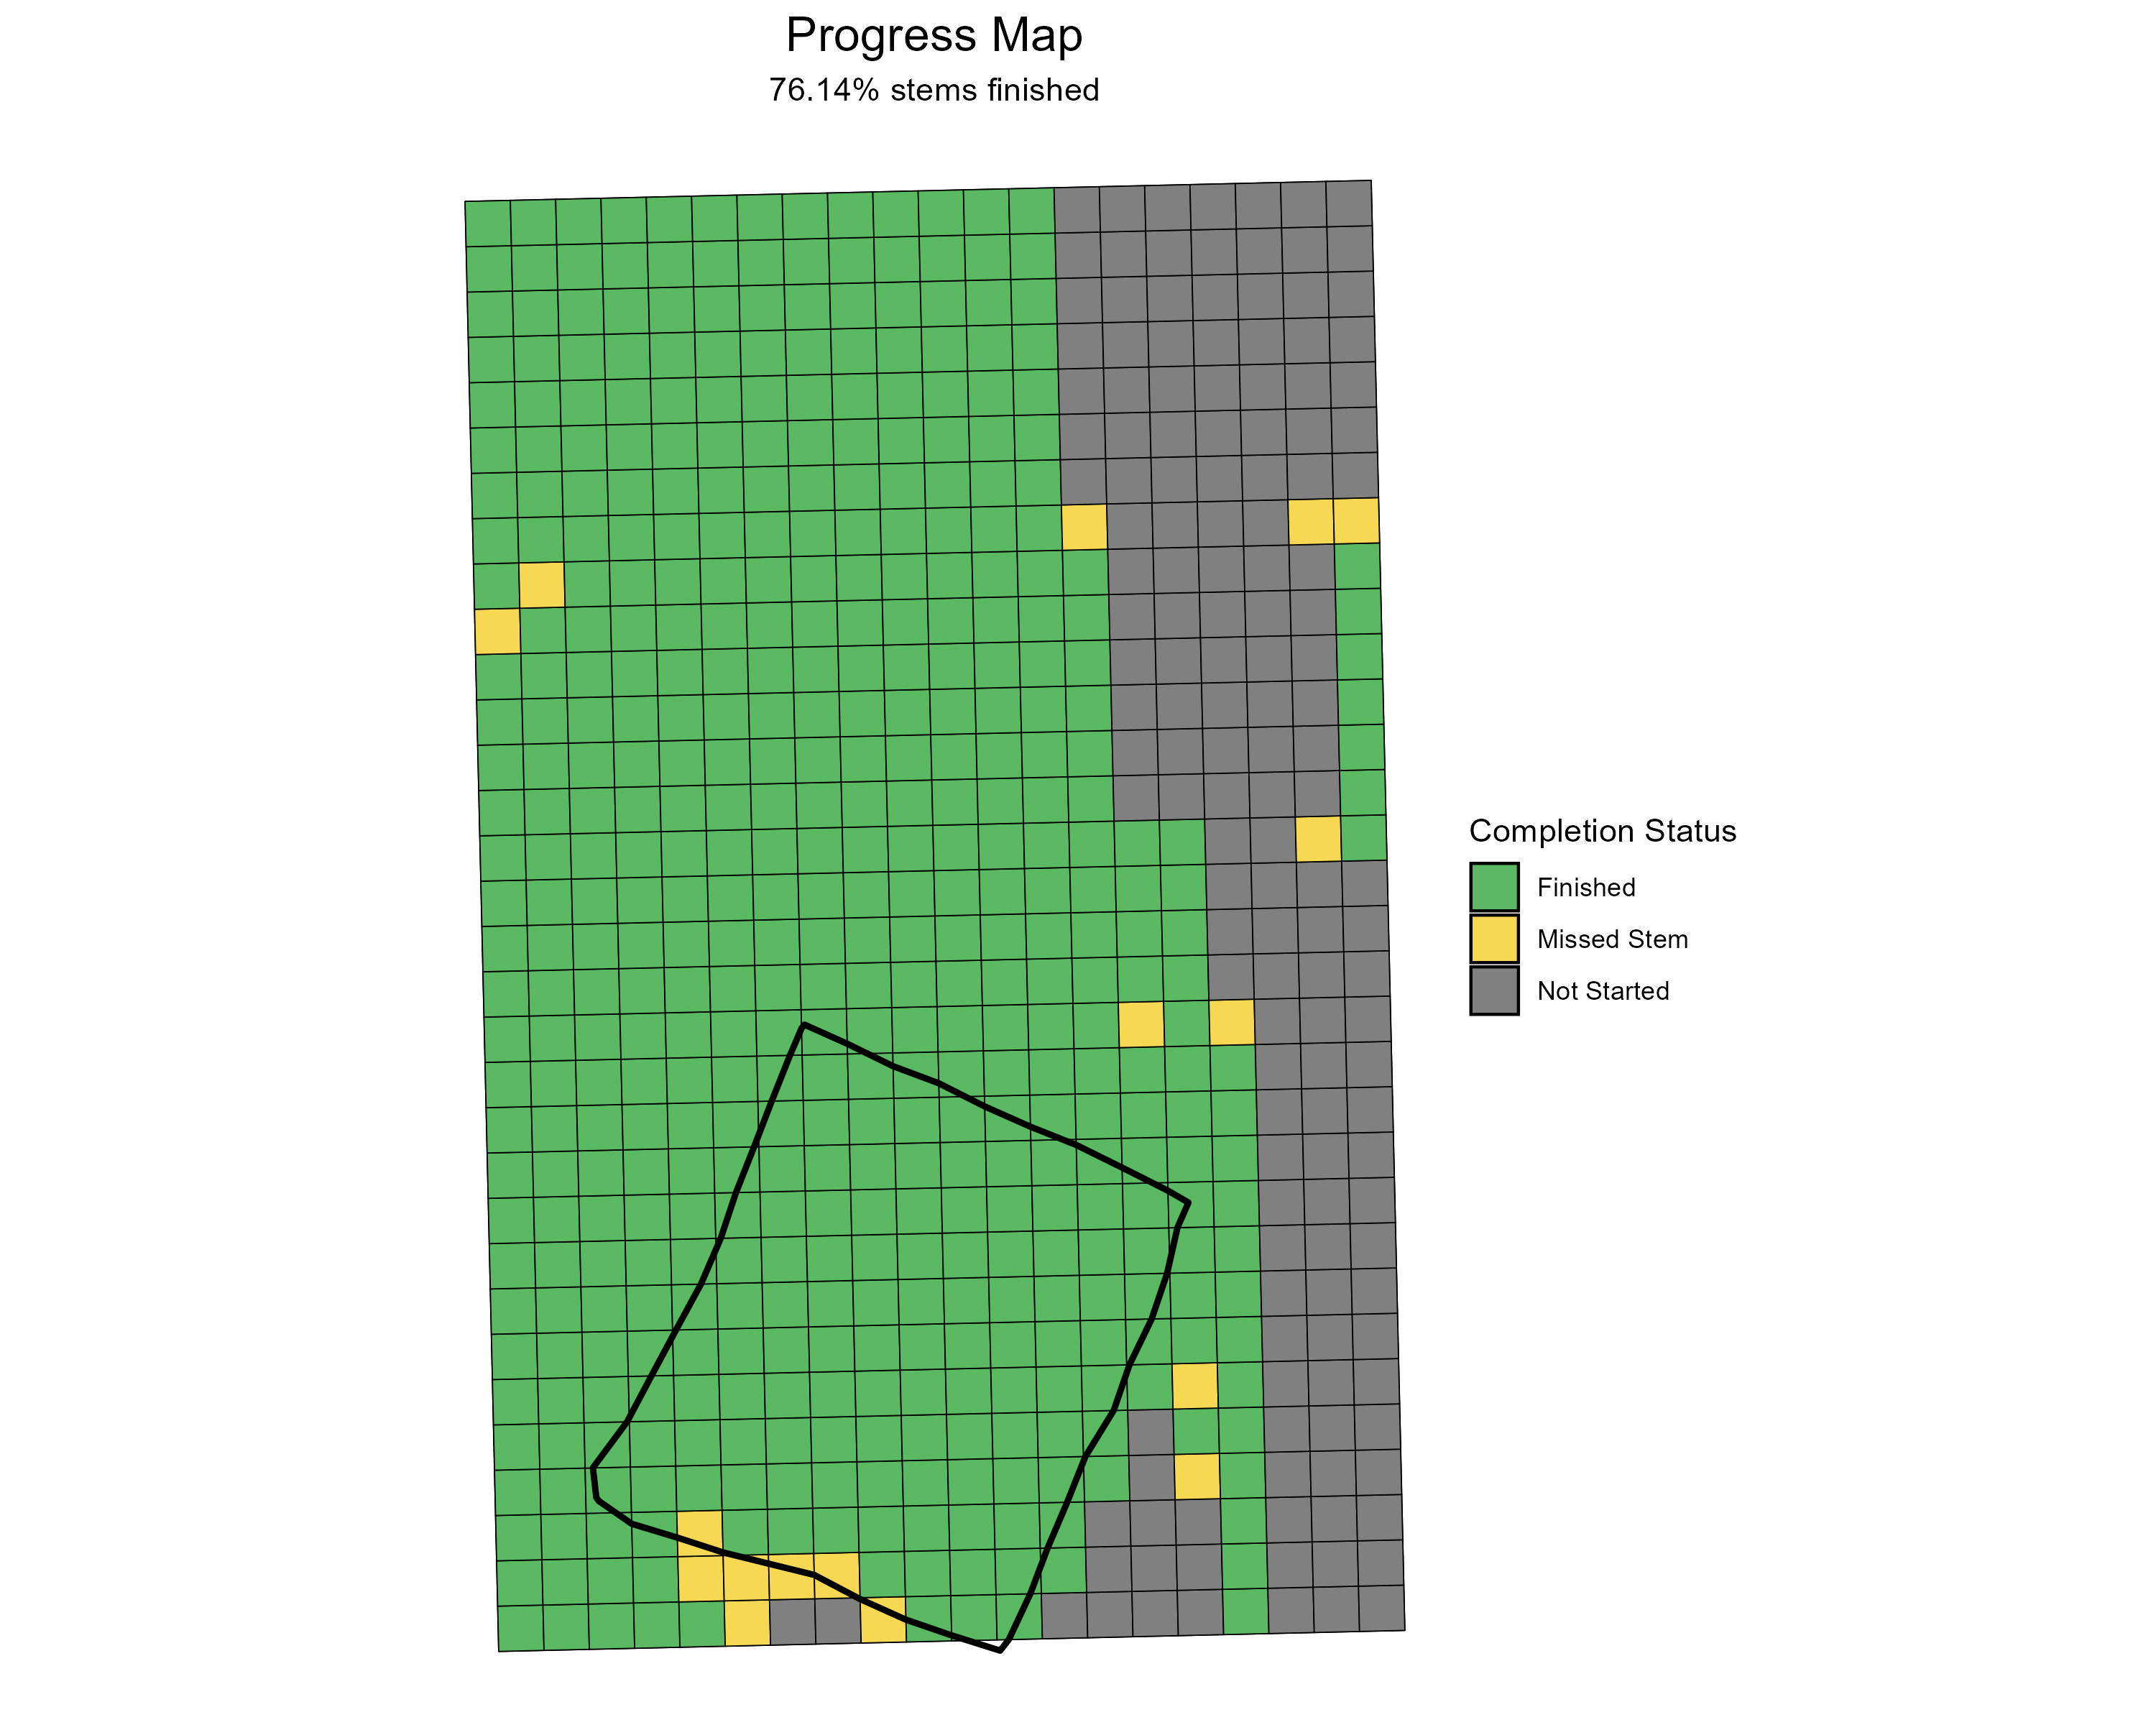 Progress Map
76.14% stems finished
Completion Status
Finished
Missed Stem
Not Started